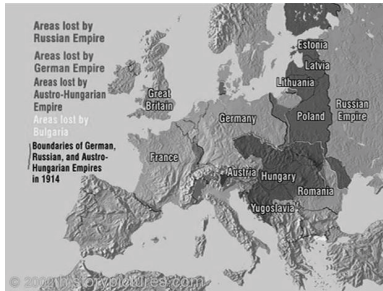 Areas lost by
Russian Empire
Areas lost by
German Empire
Areas lost by
Austro-Hungarian
Empire
Areas lost by
Bulgaria
Boundaries of German,
Russian, and Austro-
Hungarian Empires
in 1914
Estonia
Latvia
Lithuania
Great
Britain
Russian
Empire
Germany
Poland
France
Austria
Hungary
Romania
Yugoslavia